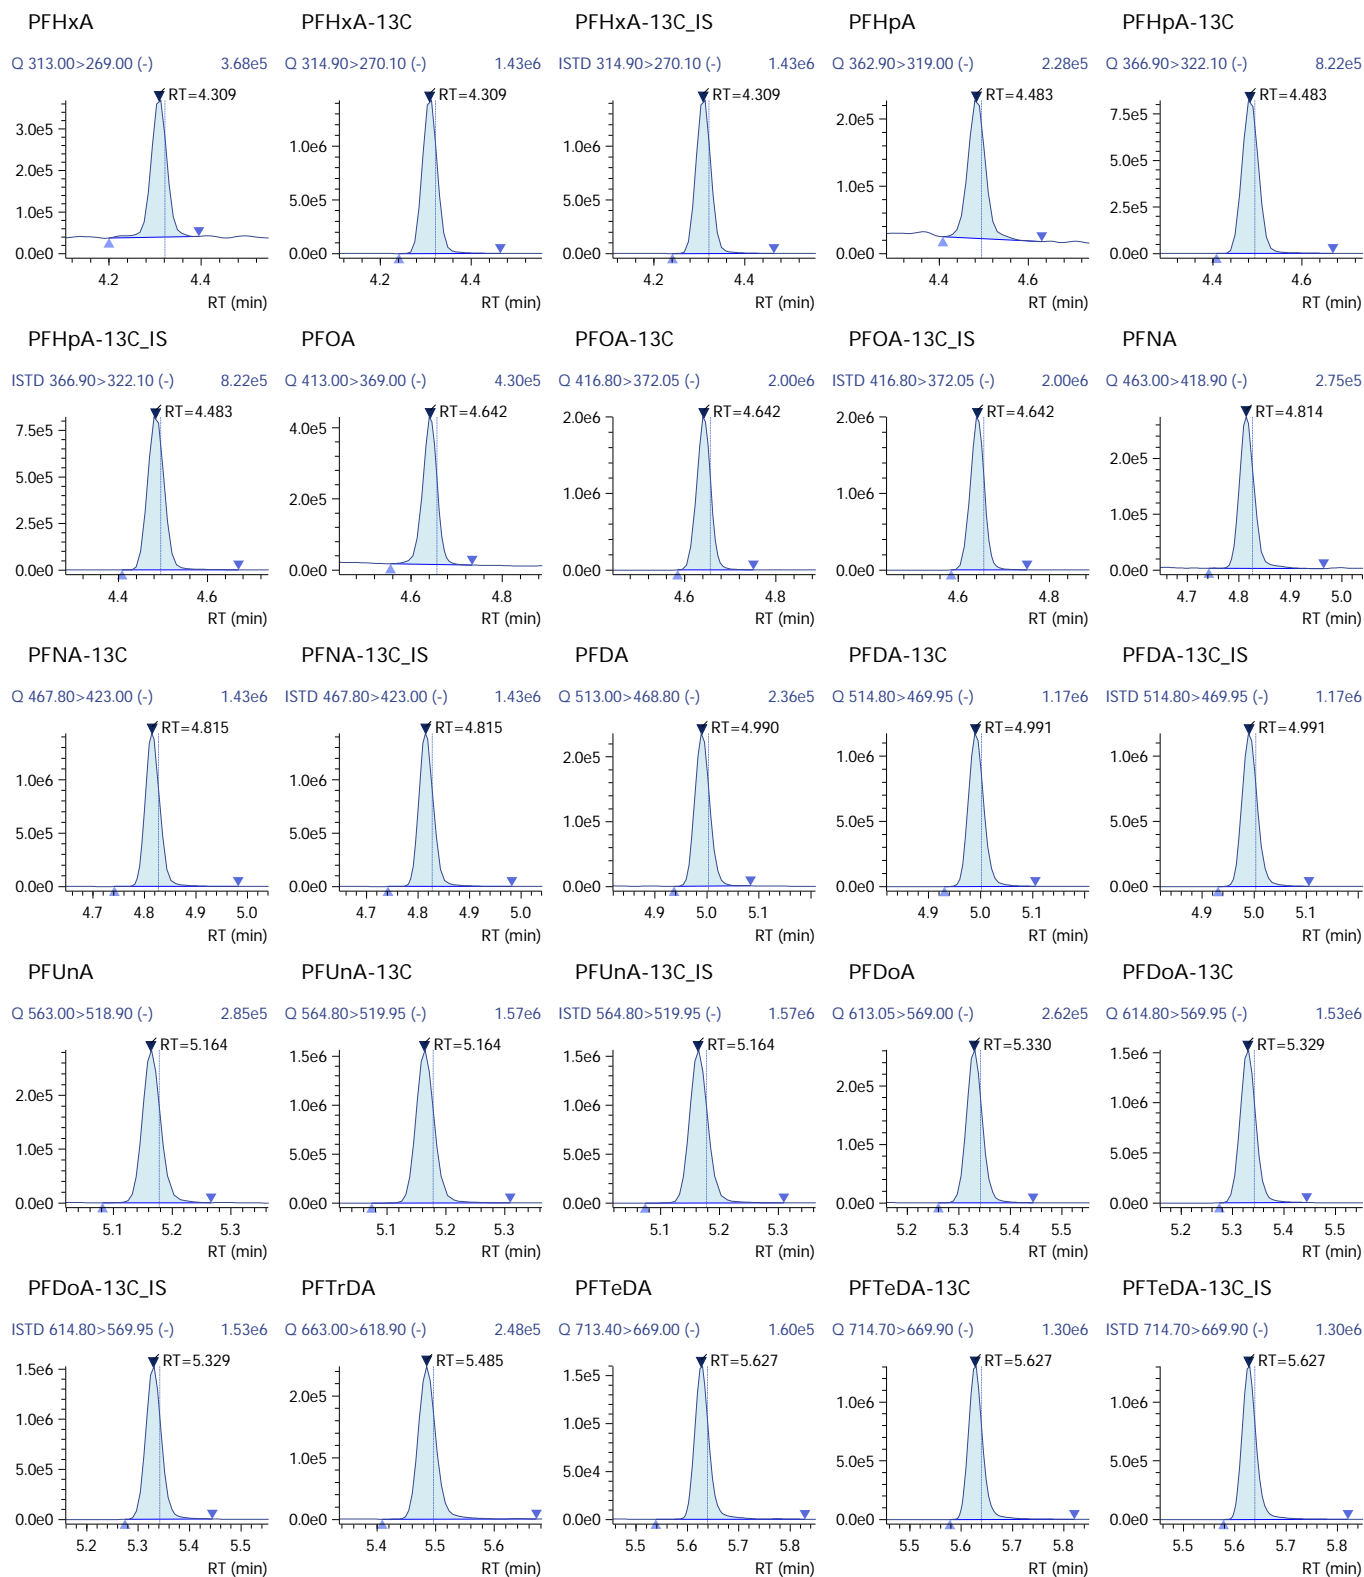 PFHxA PFHxA-13C PFHxA-13C_IS PFHpA PFHpA-13C
Q 313.00>269.00 (-) 3.68e5 Q 314.90>270.10 (-) 1.43e6 ISTD 314.90>270.10 (-) 1.43e6 Q 362.90>319.00 (-) 2.28e5 Q 366.90>322.10 (-) 8.22e5
RT=4.309 RT=4.309 RT=4.309 RT=4.483 RT=4.483
3.0e5 1.0e6 1.0e6 2.0e5 7.5e5
2.0e5 5.0e5 5.0e5 1.0e5 5.0e5
1.0e5 2.5e5
0.0e0 0.0e0 0.0e0 0.0e0 0.0e0
4.2 4.4 4.2 4.4 4.2 4.4 4.4 4.6 4.4 4.6
RT (min) RT (min) RT (min) RT (min) RT (min)
PFHpA-13C_IS PFOA PFOA-13C PFOA-13C_IS PFNA
ISTD 366.90>322.10 (-) 8.22e5 Q 413.00>369.00 (-) 4.30e5 Q 416.80>372.05 (-) 2.00e6 ISTD 416.80>372.05 (-) 2.00e6 Q 463.00>418.90 (-) 2.75e5
RT=4.483 RT=4.642 RT=4.642 RT=4.642 RT=4.814
7.5e5 4.0e5 2.0e6 2.0e6 2.0e5
5.0e5 2.0e5 1.0e6 1.0e6 1.0e5
2.5e5
0.0e0 0.0e0 0.0e0 0.0e0 0.0e0
4.4 4.6 4.6 4.8 4.6 4.8 4.6 4.8 4.7 4.8 4.9 5.0
RT (min) RT (min) RT (min) RT (min) RT (min)
PFNA-13C PFNA-13C_IS PFDA PFDA-13C PFDA-13C_IS
Q 467.80>423.00 (-) 1.43e6 ISTD 467.80>423.00 (-) 1.43e6 Q 513.00>468.80 (-) 2.36e5 Q 514.80>469.95 (-) 1.17e6 ISTD 514.80>469.95 (-) 1.17e6
RT=4.815 RT=4.815 RT=4.990 RT=4.991 RT=4.991
1.0e6 1.0e6 2.0e5 1.0e6 1.0e6
5.0e5 5.0e5 1.0e5 5.0e5 5.0e5
0.0e0 0.0e0 0.0e0 0.0e0 0.0e0
4.7 4.8 4.9 5.0 4.7 4.8 4.9 5.0 4.9 5.0 5.1 4.9 5.0 5.1 4.9 5.0 5.1
RT (min) RT (min) RT (min) RT (min) RT (min)
PFUnA PFUnA-13C PFUnA-13C_IS PFDoA PFDoA-13C
Q 563.00>518.90 (-) 2.85e5 Q 564.80>519.95 (-) 1.57e6 ISTD 564.80>519.95 (-) 1.57e6 Q 613.05>569.00 (-) 2.62e5 Q 614.80>569.95 (-) 1.53e6
RT=5.164 RT=5.164 RT=5.164 RT=5.330 RT=5.329
2.0e5 1.5e6 1.5e6 2.0e5 1.5e6
1.0e5 1.0e6 1.0e6 1.0e5 1.0e6
5.0e5 5.0e5 5.0e5
0.0e0 0.0e0 0.0e0 0.0e0 0.0e0
5.1 5.2 5.3 5.1 5.2 5.3 5.1 5.2 5.3 5.2 5.3 5.4 5.5 5.2 5.3 5.4 5.5
RT (min) RT (min) RT (min) RT (min) RT (min)
PFDoA-13C_IS PFTrDA PFTeDA PFTeDA-13C PFTeDA-13C_IS
ISTD 614.80>569.95 (-) 1.53e6 Q 663.00>618.90 (-) 2.48e5 Q 713.40>669.00 (-) 1.60e5 Q 714.70>669.90 (-) 1.30e6 ISTD 714.70>669.90 (-) 1.30e6
RT=5.329 RT=5.485 RT=5.627 RT=5.627 RT=5.627
1.5e6 2.0e5 1.5e5 1.0e6 1.0e6
1.0e6 1.0e5 1.0e5 5.0e5 5.0e5
5.0e5 5.0e4
0.0e0 0.0e0 0.0e0 0.0e0 0.0e0
5.2 5.3 5.4 5.5 5.4 5.5 5.6 5.5 5.6 5.7 5.8 5.5 5.6 5.7 5.8 5.5 5.6 5.7 5.8
RT (min) RT (min) RT (min) RT (min) RT (min)